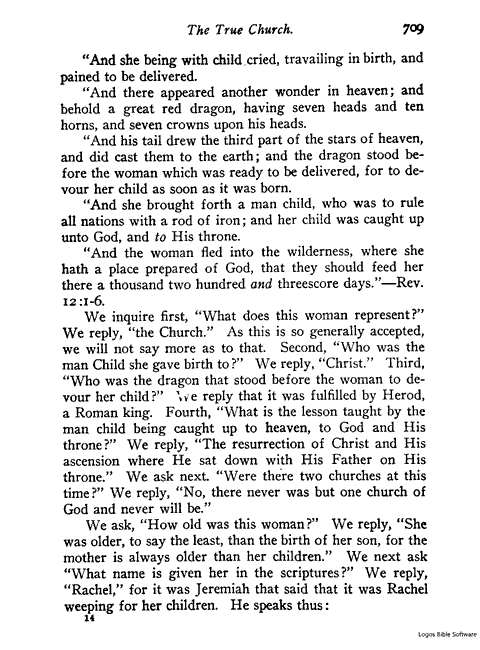 The True Church. 709
"And she being with child cried, travailing in birth, and
pained to be delivered.
"And there appeared another wonder in heaven; and
behold a great red dragon, having seven heads and ten
horns, and seven crowns upon his heads.
"And his tail drew the third part of the stars of heaven,
and did cast them to the earth; and the dragon stood be-
fore the woman which was ready to be delivered, for to de-
vour her child as soon as it was born.
"And she brought forth a man child, who was to rule
all nations with a rod of iron; and her child was caught up
unto God, and to His throne.
"And the woman fled into the wilderness, where she
hath a place prepared of God, that they should feed her
there a thousand two hundred and threescore days."—Rev.
12:1-6.
We inquire first, "What does this woman represent?"
We reply, "the Church." As this is so generally accepted,
we will not say more as to that. Second, "Who was the
man Child she gave birth to?" We reply, "Christ." Third,
"Who was the dragon that stood before the woman to de-
vour her child?" We reply that it was fulfilled by Herod,
a Roman king. Fourth, "What is the lesson taught by the
man child being caught up to heaven, to God and His
throne?" We reply, "The resurrection of Christ and His
ascension where He sat down with His Father on His
throne." We ask next. "Were there two churches at this
time?" We reply, "No, there never was but one church of
God and never will be."
We ask, "How old was this woman?" We reply, "She
was older, to say the least, than the birth of her son, for the
mother is always older than her children." We next ask
"What name is given her in the scriptures?" We reply,
"Rachel," for it was Jeremiah that said that it was Rachel
weeping for her children. He speaks thus:
14
Logos Bible Software